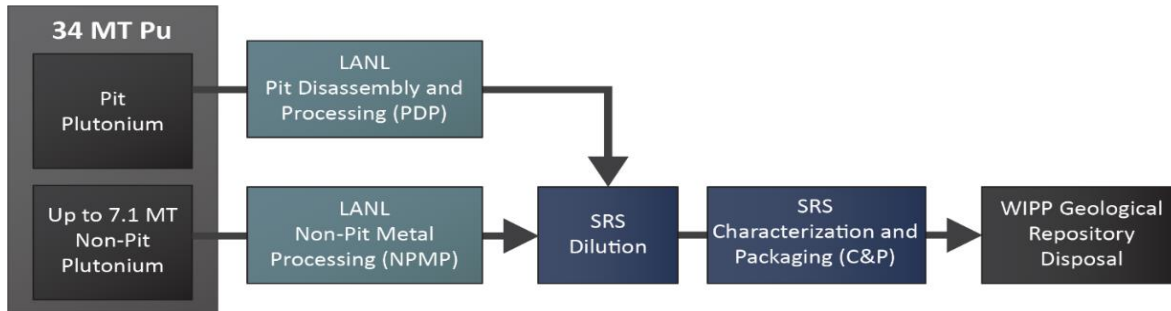 34 MT Pu
Pit
Plutonium
LANL
Pit Disassembly and
Processing (PDP)
Up to 7.1 MT
Non-Pit
Plutonium
LANL
Non-Pit Metal
Processing (NPMP)
SRS
Dilution
SRS
Characterization and
Packaging (C&P)
WIPP Geological
Repository
Disposal